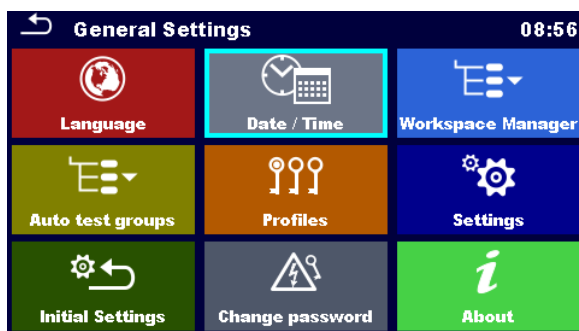 General Settings 08:56
Language Date / Time Workspace Manager
Auto test groups Profiles Settings
Initial Settings Change password About